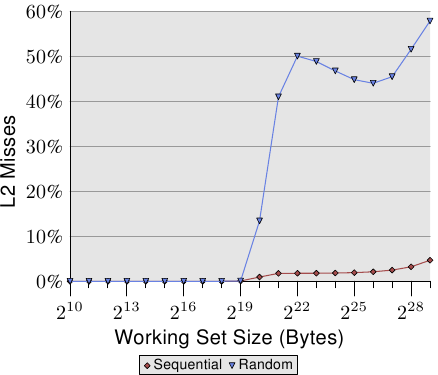 60%
50%
40%
30%
20%
10%
0%
L2 Misses
2^10 2^13 2^16 2^19 2^22 2^25 2^28
Working Set Size (Bytes)
Sequential Random